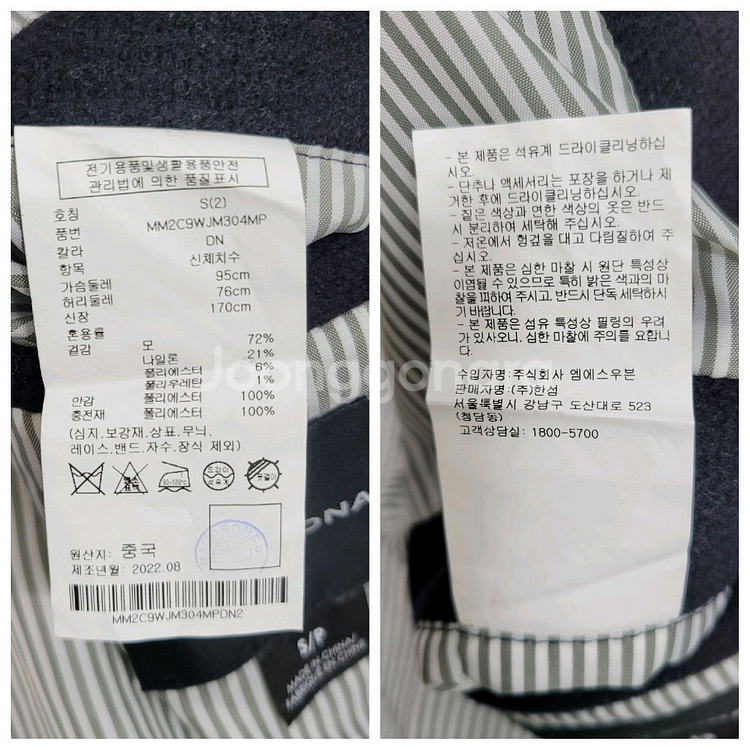 전기용품및생활용품안전
관리법에 의한 품질표시
호칭 S(2)
품번 MM2C9WJM304MP
칼라 DN
항목 신체치수
가슴둘레 95cm
허리둘레 76cm
신장 170cm
혼용률
겉감 모 72%
나일론 21%
폴리에스터 6%
폴리우레탄 1%
안감 폴리에스터 100%
충전재 폴리에스터 100%
(심지,보강재,상표,무늬,
레이스,밴드,자수,장식 제외)
80~120℃
드라이
석유계
원산지: 중국
제조년월: 2022.08
MM2C9WJM304MPDN2
S/P
MADE IN CHINA/
FABRIQUÉ EN CHINE
- 본 제품은 석유계 드라이클리닝하십
시오.
- 단추나 액세서리는 포장을 하거나 제
거한 후에 드라이클리닝하십시오.
- 짙은 색상과 연한 색상의 옷은 반드
시 분리하여 세탁해 주십시오.
- 저온에서 헝겊을 대고 다림질하여 주
십시오.
- 본 제품은 심한 마찰 시 원단 특성상
이염될 수 있으므로 특히 밝은 색과의 마
찰을 피하여 주시고, 반드시 단독 세탁하시
기 바랍니다.
- 본 제품은 섬유 특성상 필링의 우려
가 있사오니, 심한 마찰에 주의를 요합니
다.
수입자명:주식회사 엠에스우븐
판매자명:(주)한섬
서울특별시 강남구 도산대로 523
(청담동)
고객상담실: 1800-5700
Joonggonara